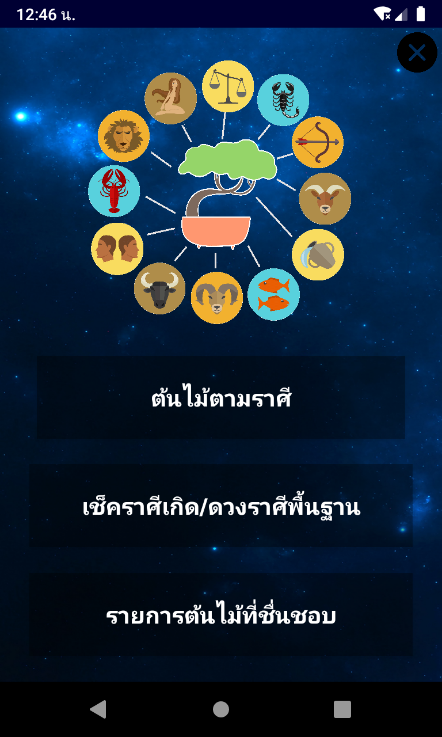 12:46 น.
ต้นไม้ตามราศี
เช็คราศีเกิด/ดวงราศีพื้นฐาน
รายการต้นไม้ที่ชื่นชอบ